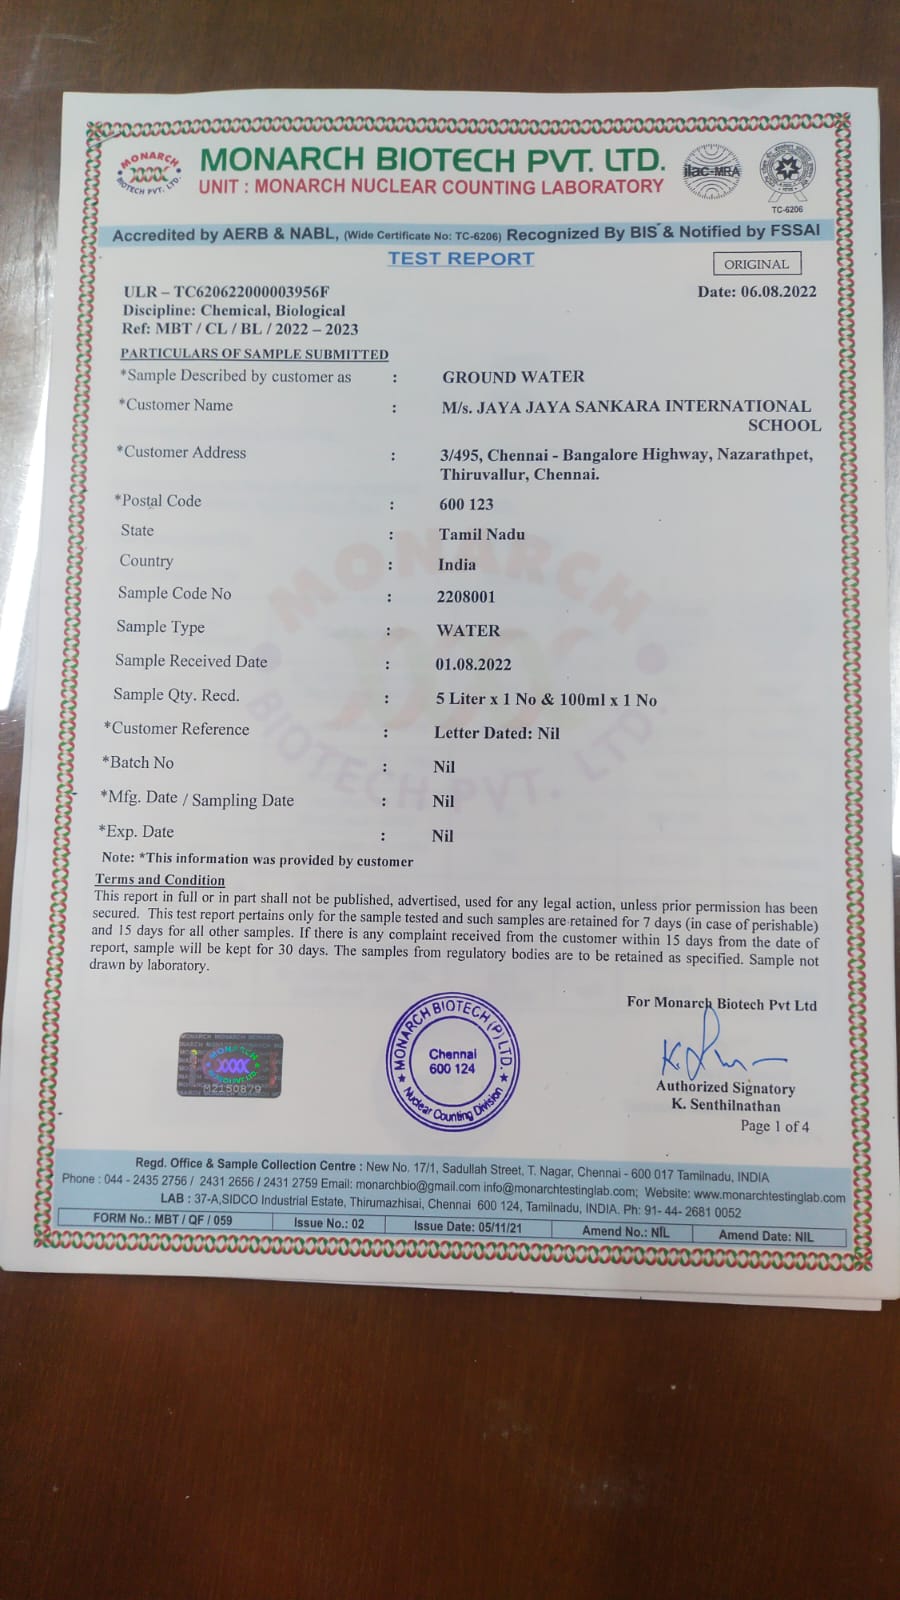 MONARCH
BIOTECH PVT. LTD.
MONARCH BIOTECH PVT. LTD.
UNIT : MONARCH NUCLEAR COUNTING LABORATORY
ilac-MRA
TC-6206
Accredited by AERB & NABL, (Wide Certificate No: TC-6206) Recognized By BIS & Notified by FSSAI
TEST REPORT
ORIGINAL
ULR – TC620622000003956F
Date: 06.08.2022
Discipline: Chemical, Biological
Ref: MBT / CL / BL / 2022 – 2023
PARTICULARS OF SAMPLE SUBMITTED
*Sample Described by customer as : GROUND WATER
*Customer Name : M/s. JAYA JAYA SANKARA INTERNATIONAL
SCHOOL
*Customer Address : 3/495, Chennai - Bangalore Highway, Nazarathpet,
Thiruvallur, Chennai.
*Postal Code : 600 123
State : Tamil Nadu
Country : India
Sample Code No : 2208001
Sample Type : WATER
Sample Received Date : 01.08.2022
Sample Qty. Recd. : 5 Liter x 1 No & 100ml x 1 No
*Customer Reference : Letter Dated: Nil
*Batch No : Nil
*Mfg. Date / Sampling Date : Nil
*Exp. Date : Nil
MONARCH
BIOTECH PVT. LTD.
Note: *This information was provided by customer
Terms and Condition
This report in full or in part shall not be published, advertised, used for any legal action, unless prior permission has been
secured. This test report pertains only for the sample tested and such samples are retained for 7 days (in case of perishable)
and 15 days for all other samples. If there is any complaint received from the customer within 15 days from the date of
report, sample will be kept for 30 days. The samples from regulatory bodies are to be retained as specified. Sample not
drawn by laboratory.
For Monarch Biotech Pvt Ltd
M2150879
MONARCH BIOTECH (P) LTD.
Chennai
600 124
Nuclear Counting Division
Authorized Signatory
K. Senthilnathan
Page 1 of 4
Regd. Office & Sample Collection Centre : New No. 17/1, Sadullah Street, T. Nagar, Chennai - 600 017 Tamilnadu, INDIA
Phone : 044 - 2435 2756 / 2431 2656 / 2431 2759 Email: monarchbio@gmail.com info@monarchtestinglab.com; Website: www.monarchtestinglab.com
LAB : 37-A,SIDCO Industrial Estate, Thirumazhisai, Chennai 600 124, Tamilnadu, INDIA. Ph: 91- 44- 2681 0052
FORM No.: MBT / QF / 059 Issue No.: 02 Issue Date: 05/11/21 Amend No.: NIL Amend Date: NIL